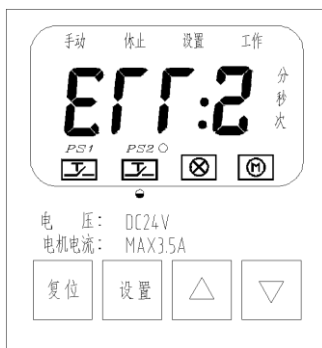 手动 休止 设置 工作
Err:2
分
秒
次
PS1 PS2
M
电 压: DC24V
电机电流: MAX3.5A
复位 设置